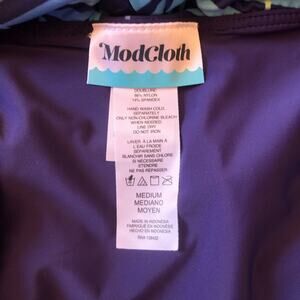 ModCloth
DOUBLURE
86% NYLON
14% SPANDEX
HAND WASH COLD,
SEPARATELY
ONLY NON-CHLORINE BLEACH
WHEN NEEDED
LINE DRY
DO NOT IRON
LAVER À LA MAIN À
L'EAU FROIDE
SÉPARÉMENT
BLANCHIR SANS CHLORE
SI NÉCESSAIRE
ÉTENDRE
NE PAS REPASSER
MEDIUM
MEDIANO
MOYEN
MADE IN INDONESIA
FABRIQUÉ EN INDONÉSIE
HECHO EN INDONESIA